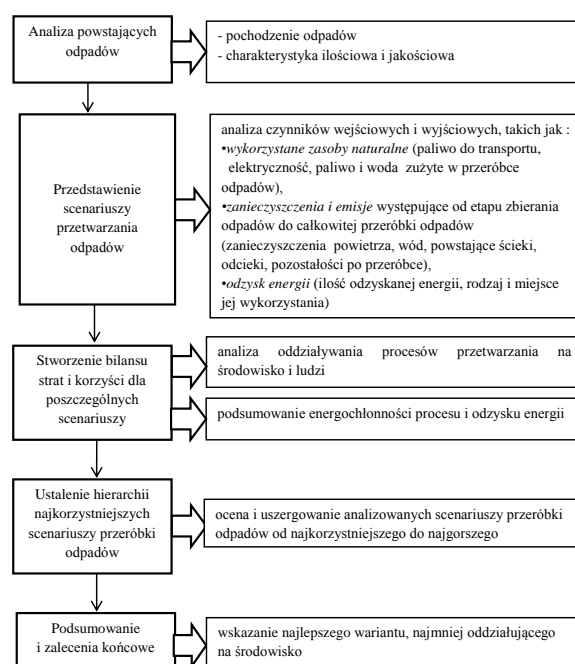 Analiza powstających
odpadów
- pochodzenie odpadów
- charakterystyka ilościowa i jakościowa
Przedstawienie
scenariuszy
przetwarzania
odpadów
analiza czynników wejściowych i wyjściowych, takich jak :
•wykorzystane zasoby naturalne (paliwo do transportu,
elektryczność, paliwo i woda zużyte w przeróbce
odpadów),
•zanieczyszczenia i emisje występujące od etapu zbierania
odpadów do całkowitej przeróbki odpadów
(zanieczyszczenia powietrza, wód, powstające ścieki,
odcieki, pozostałości po przeróbce),
•odzysk energii (ilość odzyskanej energii, rodzaj i miejsce
jej wykorzystania)
Stworzenie bilansu
strat i korzyści dla
poszczególnych
scenariuszy
analiza oddziaływania procesów przetwarzania na
środowisko i ludzi
podsumowanie energochłonności procesu i odzysku energii
Ustalenie hierarchii
najkorzystniejszych
scenariuszy przeróbki
odpadów
ocena i uszergowanie analizowanych scenariuszy przeróbki
odpadów od najkorzystniejszego do najgorszego
Podsumowanie
i zalecenia końcowe
wskazanie najlepszego wariantu, najmniej oddziałującego
na środowisko